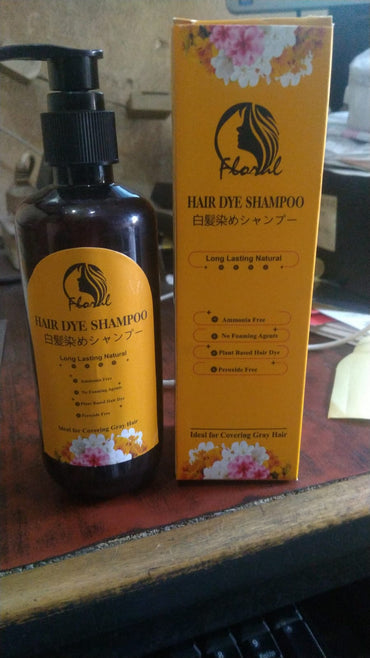 Floral
HAIR DYE SHAMPOO
白髪染めシャンプー
Long Lasting Natural
Ammonia Free
No Foaming Agents
Plant Based Hair Dye
Peroxide Free
Ideal for Covering Gray Hair
Floral
HAIR DYE SHAMPOO
白髪染めシャンプー
Long Lasting Natural
Ammonia Free
No Foaming Agents
Plant Based Hair Dye
Peroxide Free
Ideal for Covering Gray Hair